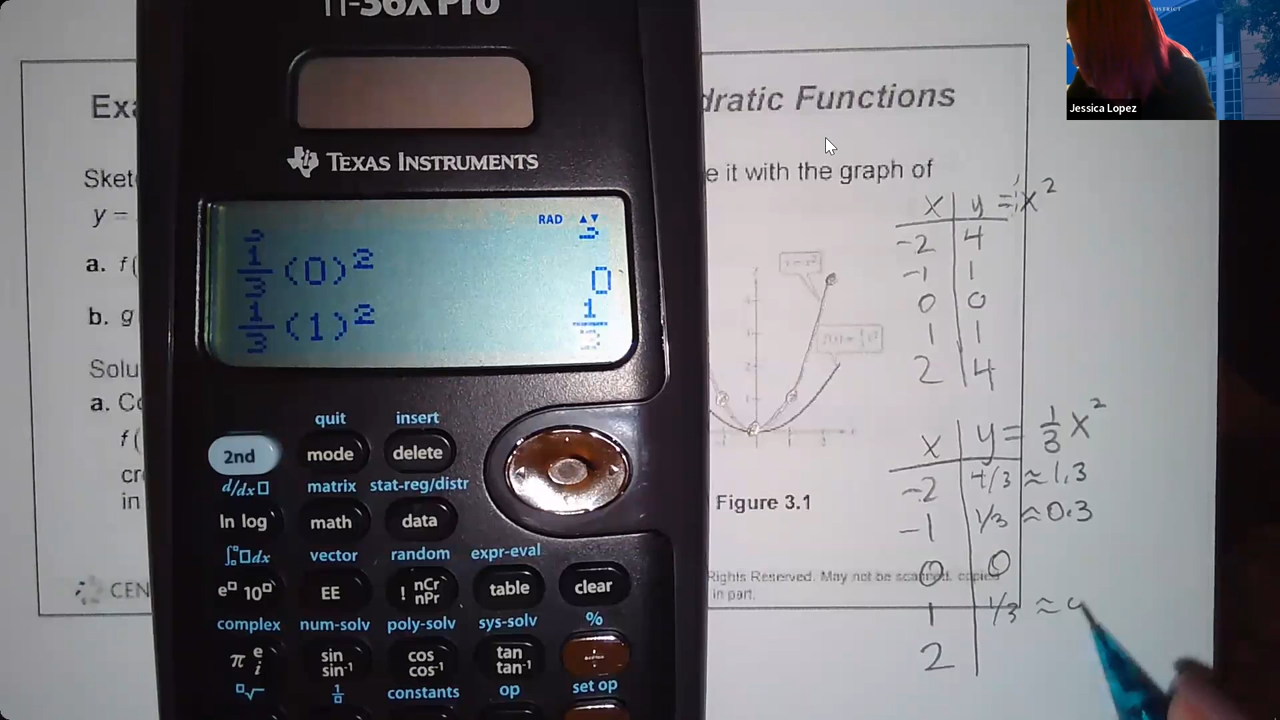 TI-36X Pro
TEXAS INSTRUMENTS
RAD
3
3
1/3 (0)²
0
1/3 (1)²
1
quit insert
2nd mode delete
d/dx□ matrix stat-reg/distr
ln log math data
∫□dx vector random expr-eval
e□ 10□ EE ! nCr nPr table clear
complex num-solv poly-solv sys-solv %
π e i sin sin⁻¹ cos cos⁻¹ tan tan⁻¹ ÷
□√ 1/□ constants op set op
Exa
dratic Functions
Sket
e it with the graph of
y =
a. f(
b. g
Solu
a. Co
f(
cr
in
Figure 3.1
CEN
Rights Reserved. May not be scanned, copied
in part.
x y = x²
-2 4
-1 1
0 0
1 1
2 4
x y = 1/3 x²
-2 4/3 ≈ 1.3
-1 1/3 ≈ 0.3
0 0
1 1/3 ≈
2
DISTRICT
Jessica Lopez